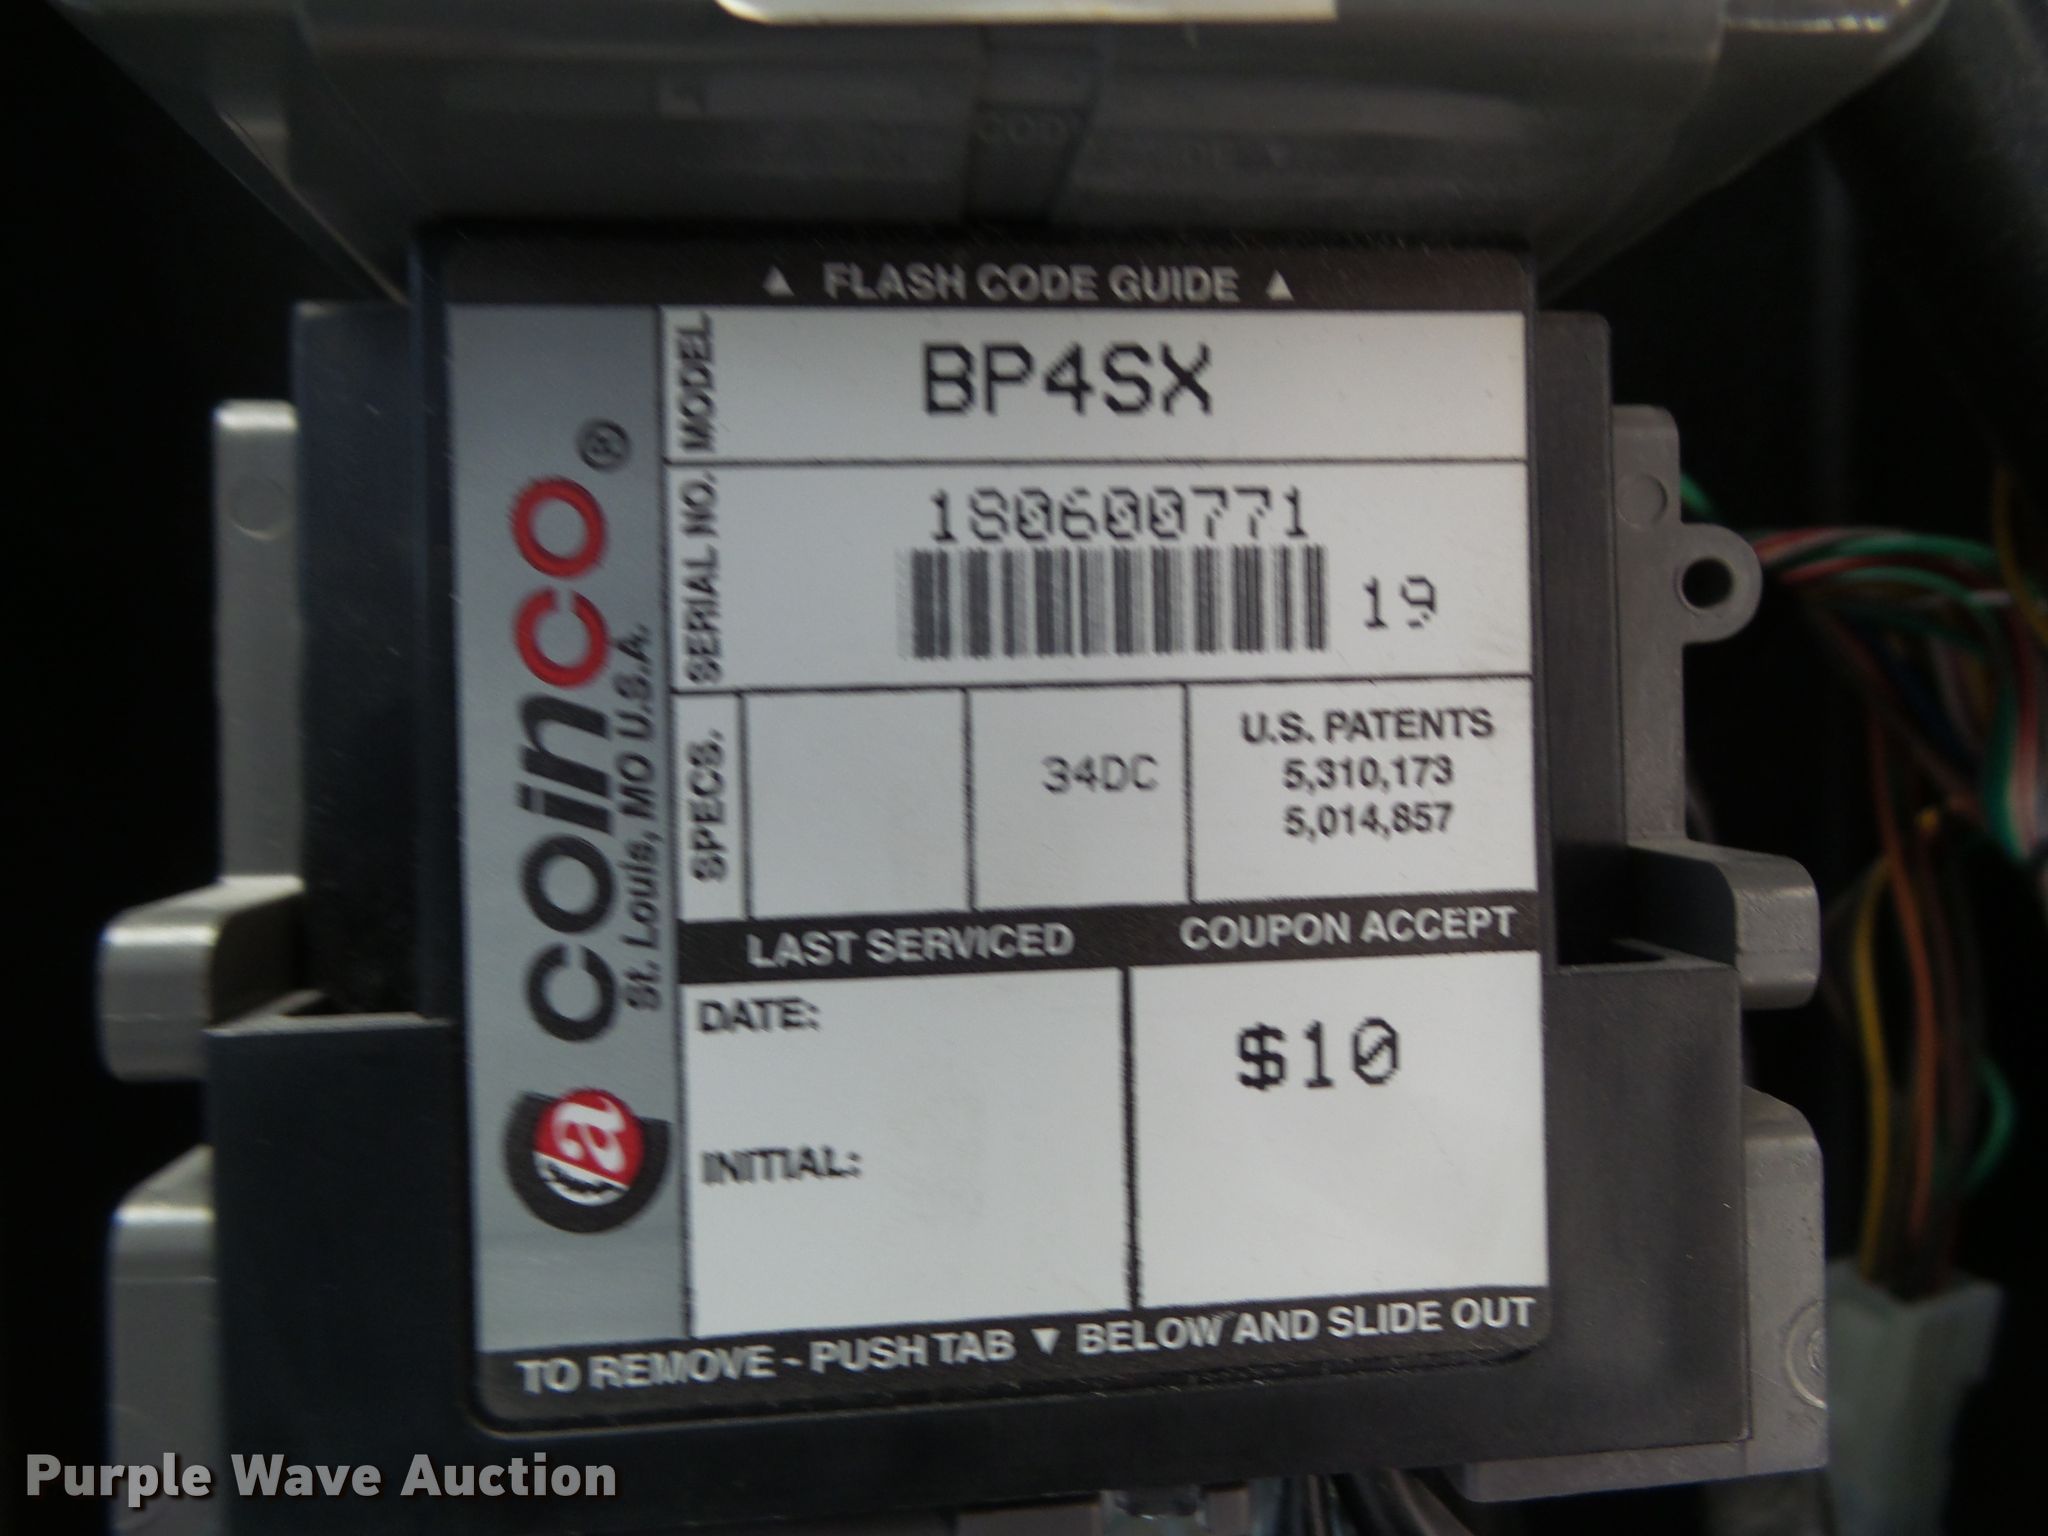 ▲ FLASH CODE GUIDE ▲
coinco®
St. Louis, MO U.S.A.
MODEL
BP4SX
SERIAL NO.
180600771
19
SPECS.
34DC
U.S. PATENTS
5,310,173
5,014,857
LAST SERVICED
COUPON ACCEPT
DATE:
$10
INITIAL:
a
TO REMOVE - PUSH TAB ▼ BELOW AND SLIDE OUT
Purple Wave Auction